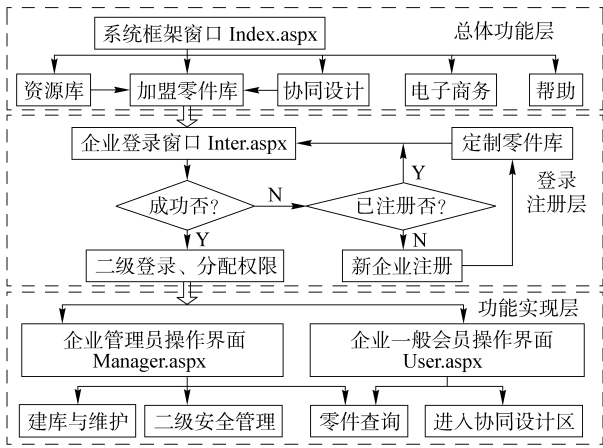 系统框架窗口 Index.aspx
总体功能层
资源库
加盟零件库
协同设计
电子商务
帮助
企业登录窗口 Inter.aspx
定制零件库
登录
注册层
成功否?
N
已注册否?
Y
Y
N
二级登录、分配权限
新企业注册
功能实现层
企业管理员操作界面
Manager.aspx
企业一般会员操作界面
User.aspx
建库与维护
二级安全管理
零件查询
进入协同设计区